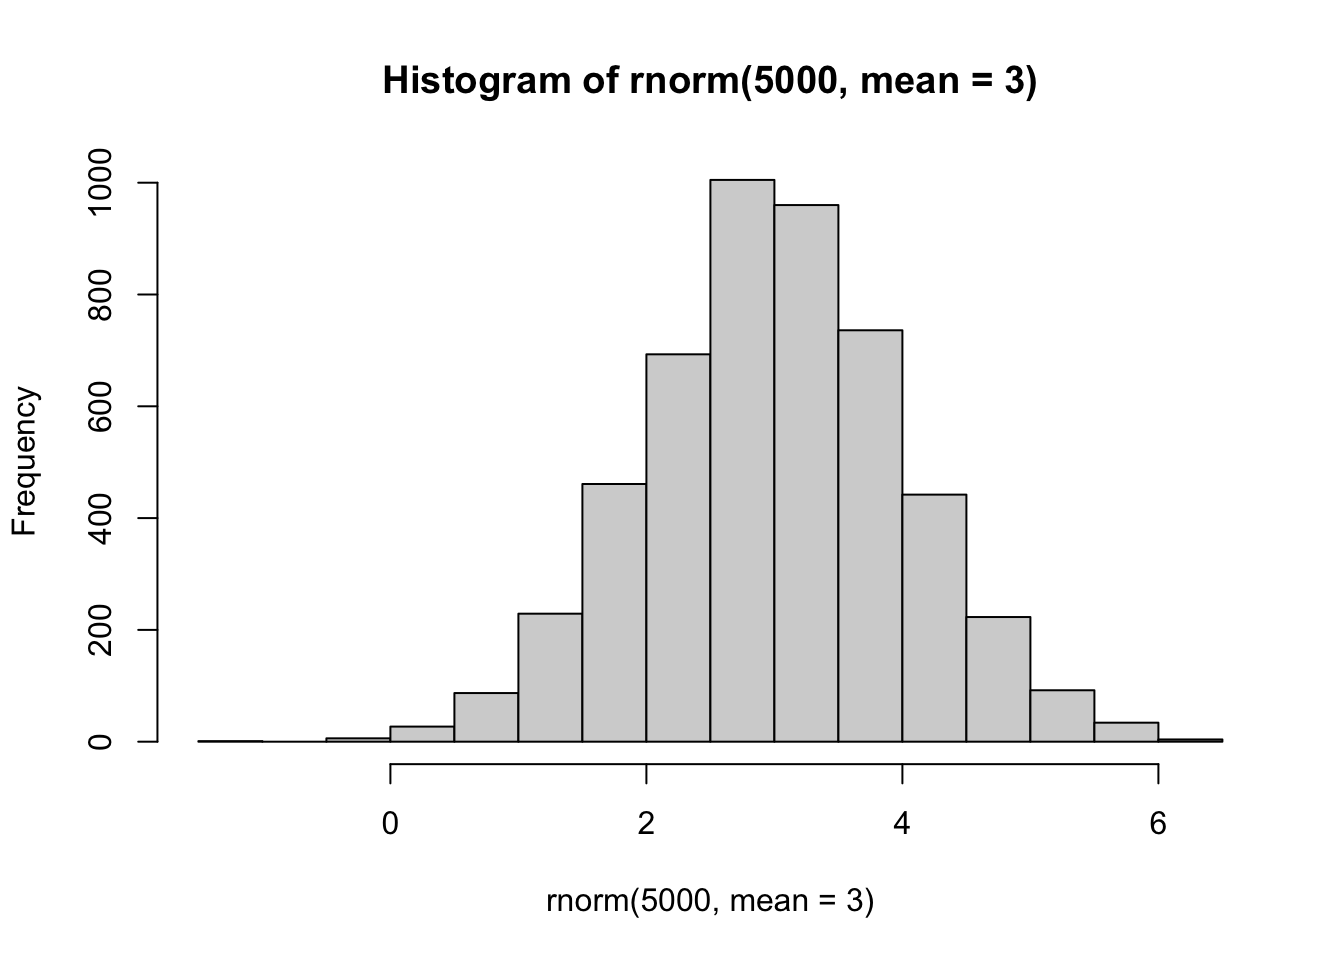 Histogram of rnorm(5000, mean = 3)
Frequency
1000
800
600
400
200
0
0 2 4 6
rnorm(5000, mean = 3)